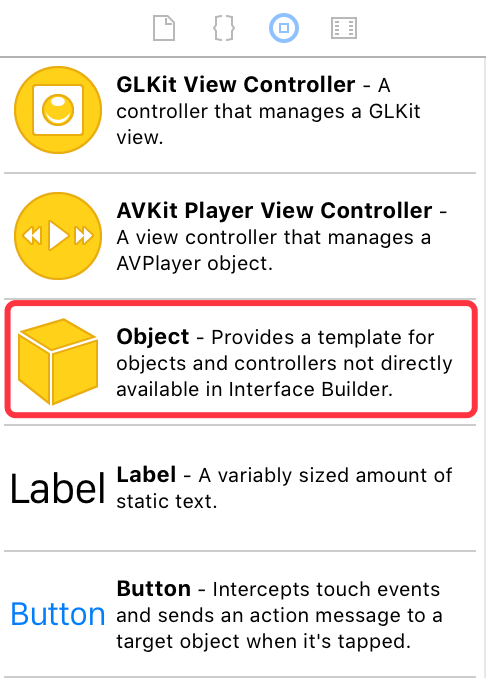 GLKit View Controller - A
controller that manages a GLKit
view.
AVKit Player View Controller -
A view controller that manages a
AVPlayer object.
Object - Provides a template for
objects and controllers not directly
available in Interface Builder.
Label
Label - A variably sized amount of
static text.
Button
Button - Intercepts touch events
and sends an action message to a
target object when it's tapped.